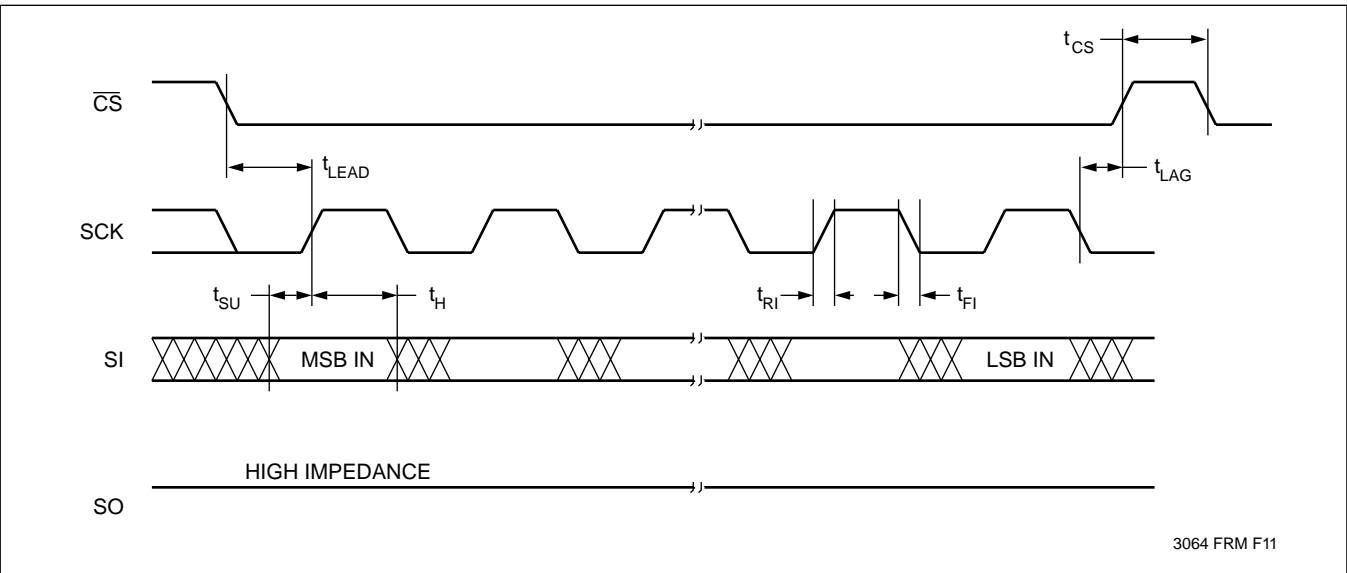 tCS
CS
tLEAD
tLAG
SCK
tSU
tH
tRI
tFI
SI
MSB IN
LSB IN
HIGH IMPEDANCE
SO
3064 FRM F11